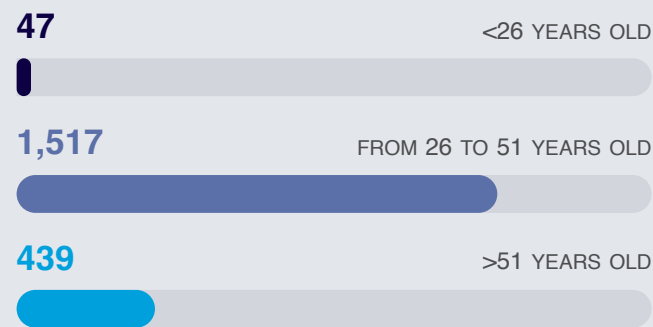 47 <26 YEARS OLD
1,517 FROM 26 TO 51 YEARS OLD
439 >51 YEARS OLD